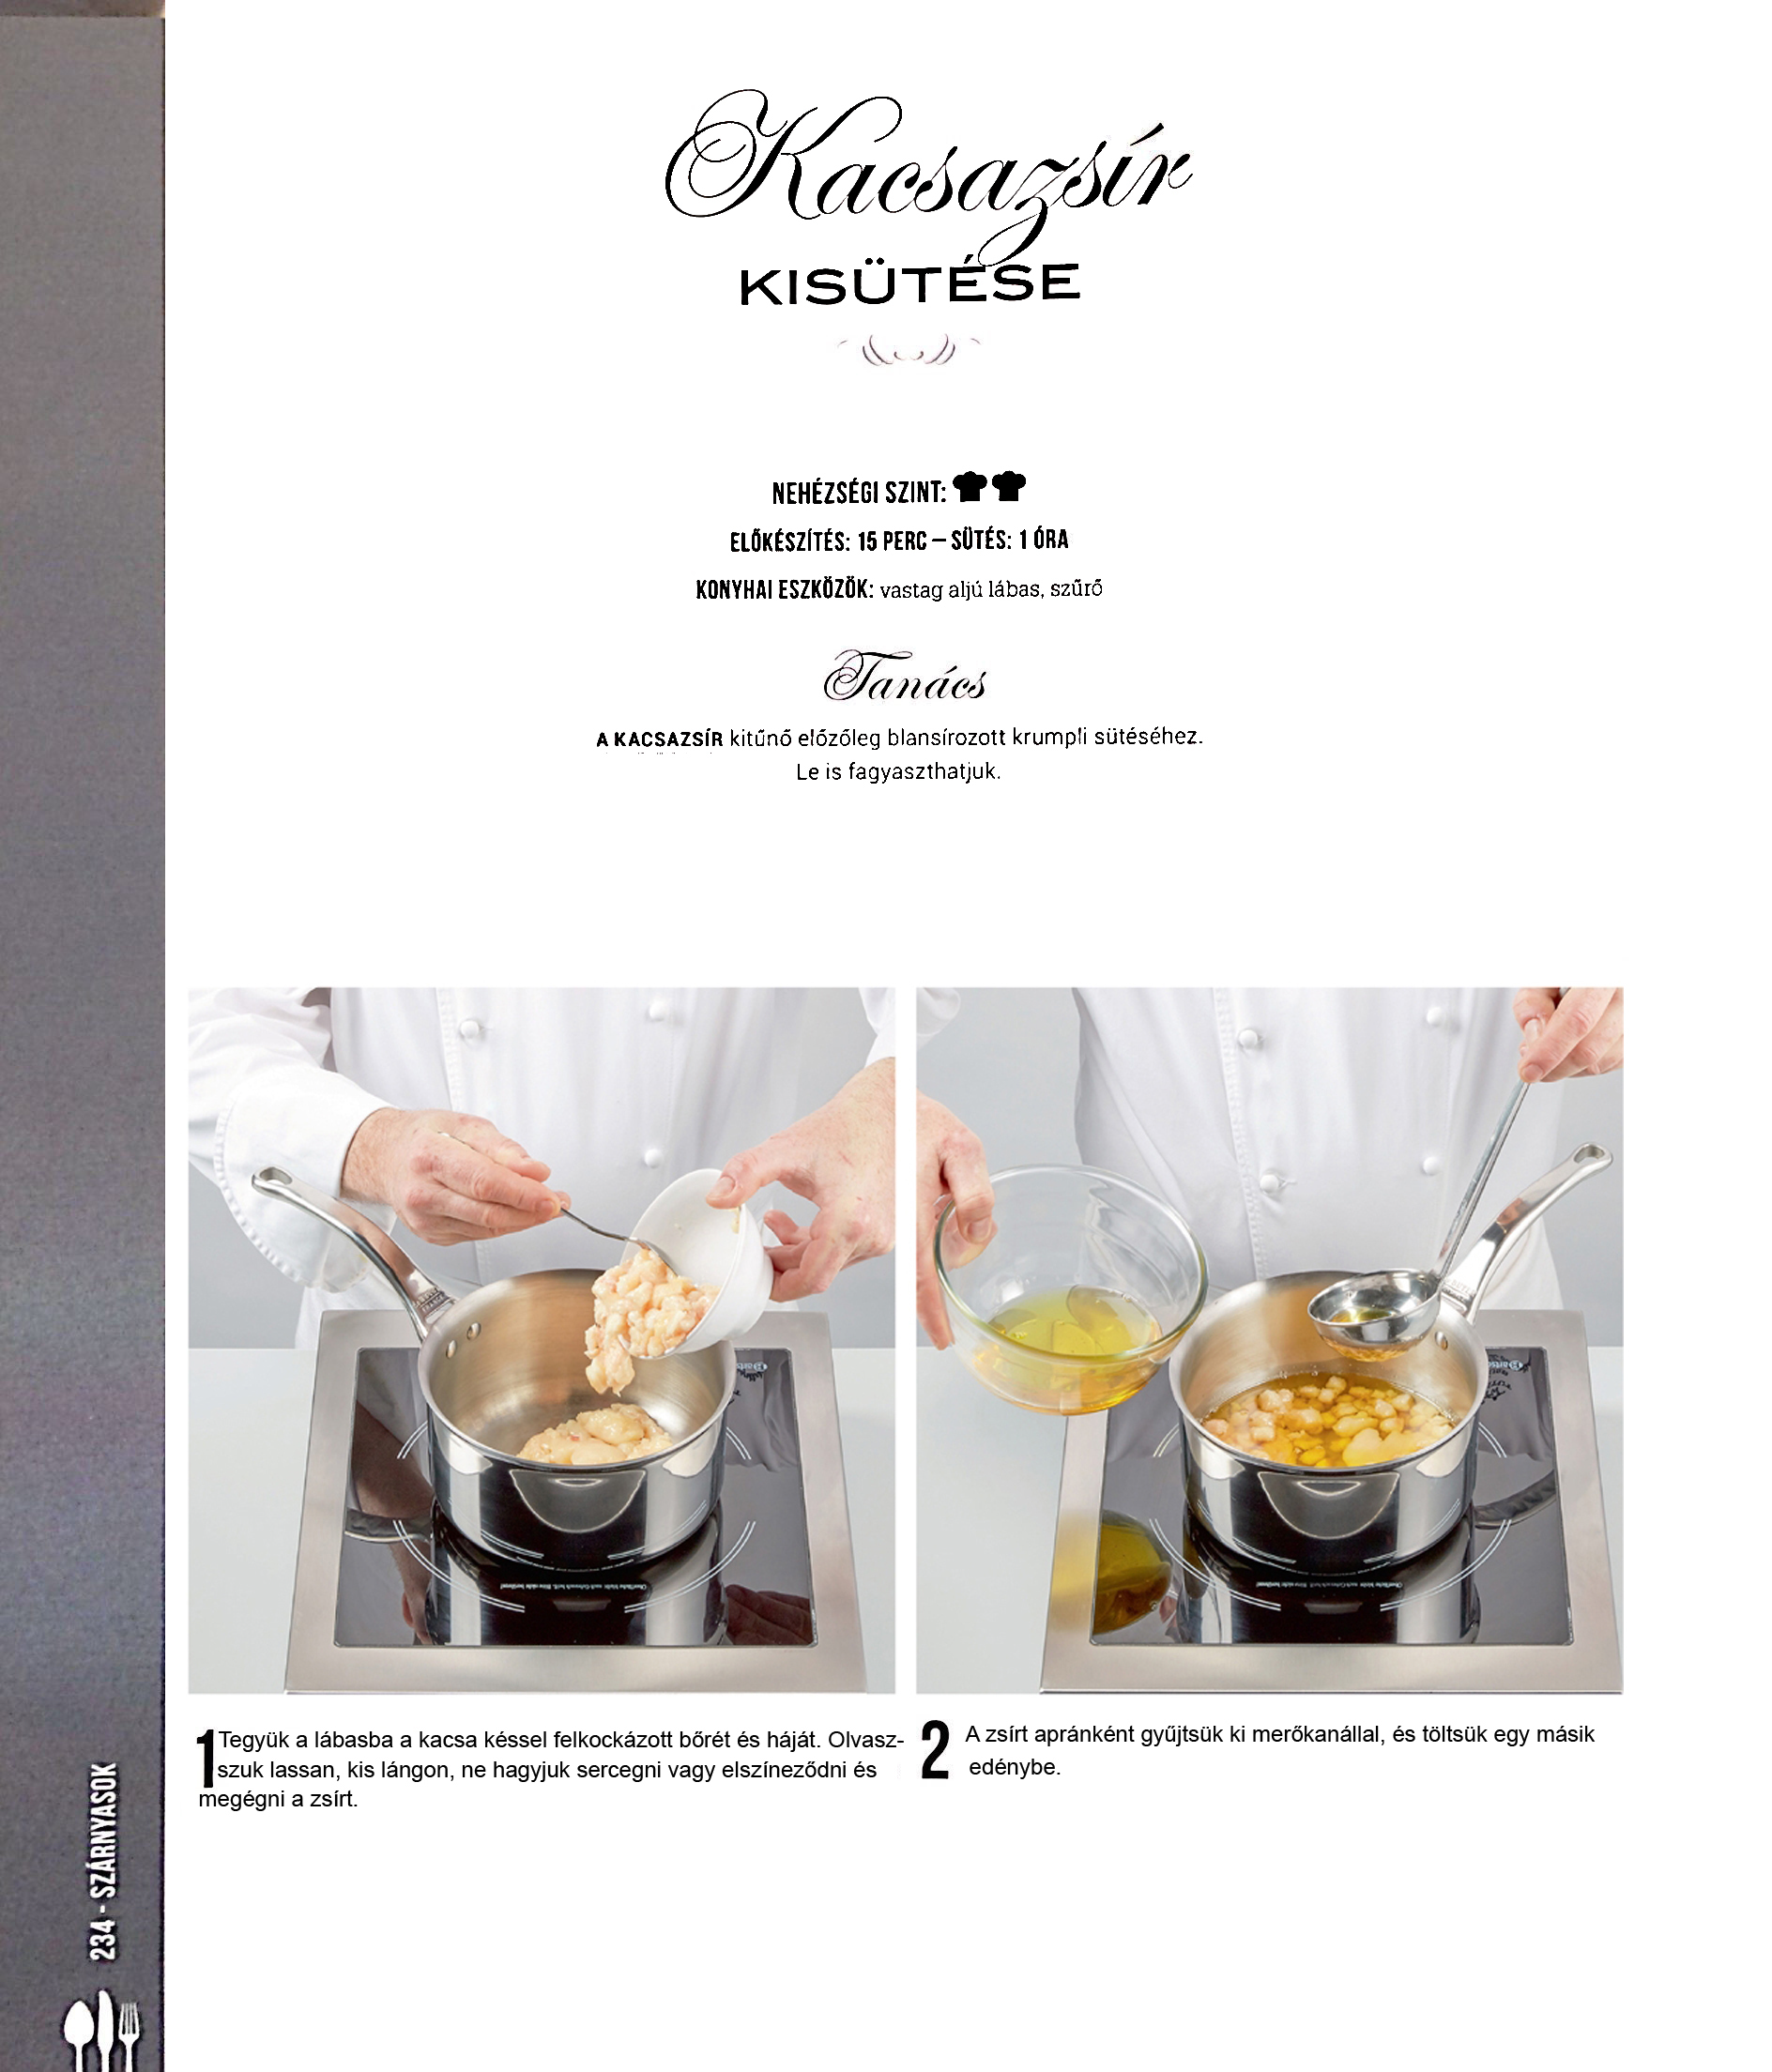 Kacsazsír
KISÜTÉSE
NEHÉZSÉGI SZINT:
ELŐKÉSZÍTÉS: 15 PERC – SÜTÉS: 1 ÓRA
KONYHAI ESZKÖZÖK: vastag aljú lábas, szűrő
Tanács
A KACSAZSÍR kitűnő előzőleg blansírozott krumpli sütéséhez.
Le is fagyaszthatjuk.
1 Tegyük a lábasba a kacsa késsel felkockázott bőrét és háját. Olvasz-
szuk lassan, kis lángon, ne hagyjuk sercegni vagy elszíneződni és
megégni a zsírt.
2 A zsírt apránként gyűjtsük ki merőkanállal, és töltsük egy másik
edénybe.
234 - SZÁRNYASOK